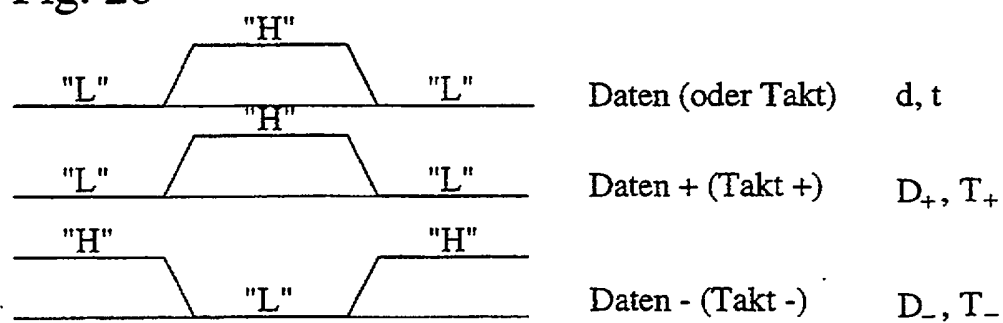 "H"
"L" "L" Daten (oder Takt) d, t
"H"
"L" "L" Daten + (Takt +) D₊, T₊
"H" "H"
"L" Daten - (Takt -) D₋, T₋